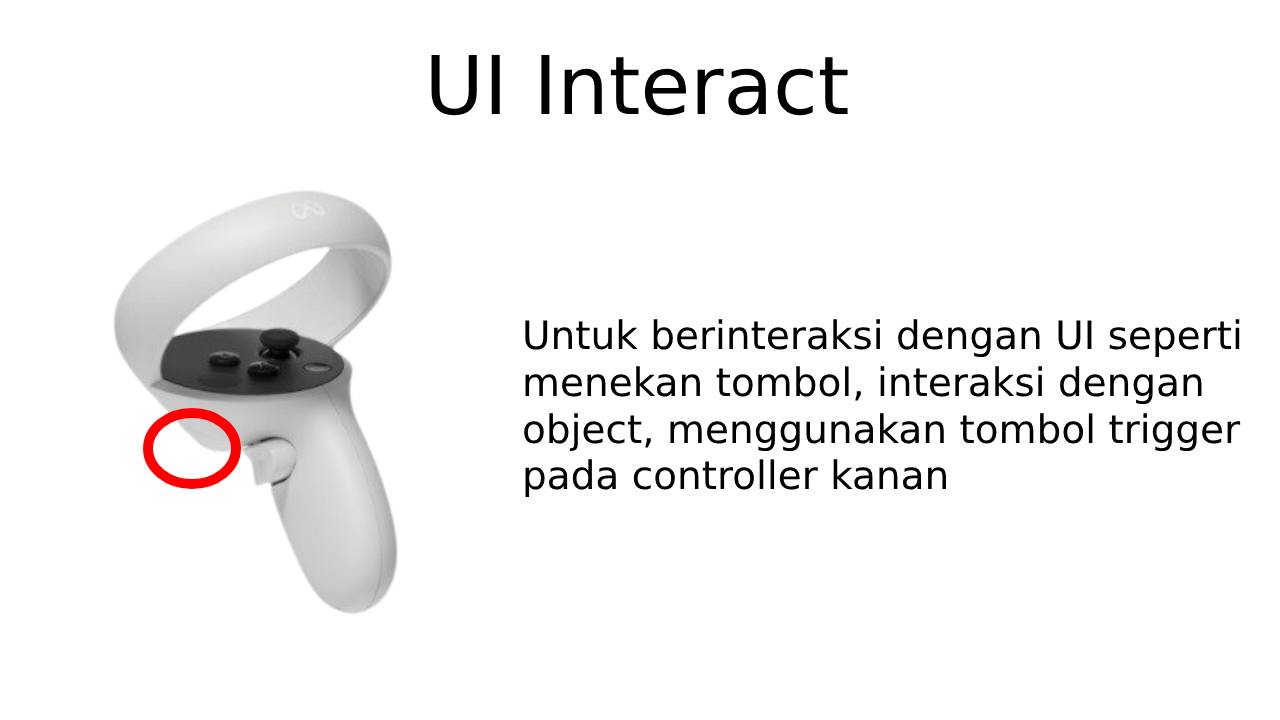 UI Interact
Untuk berinteraksi dengan UI seperti
menekan tombol, interaksi dengan
object, menggunakan tombol trigger
pada controller kanan